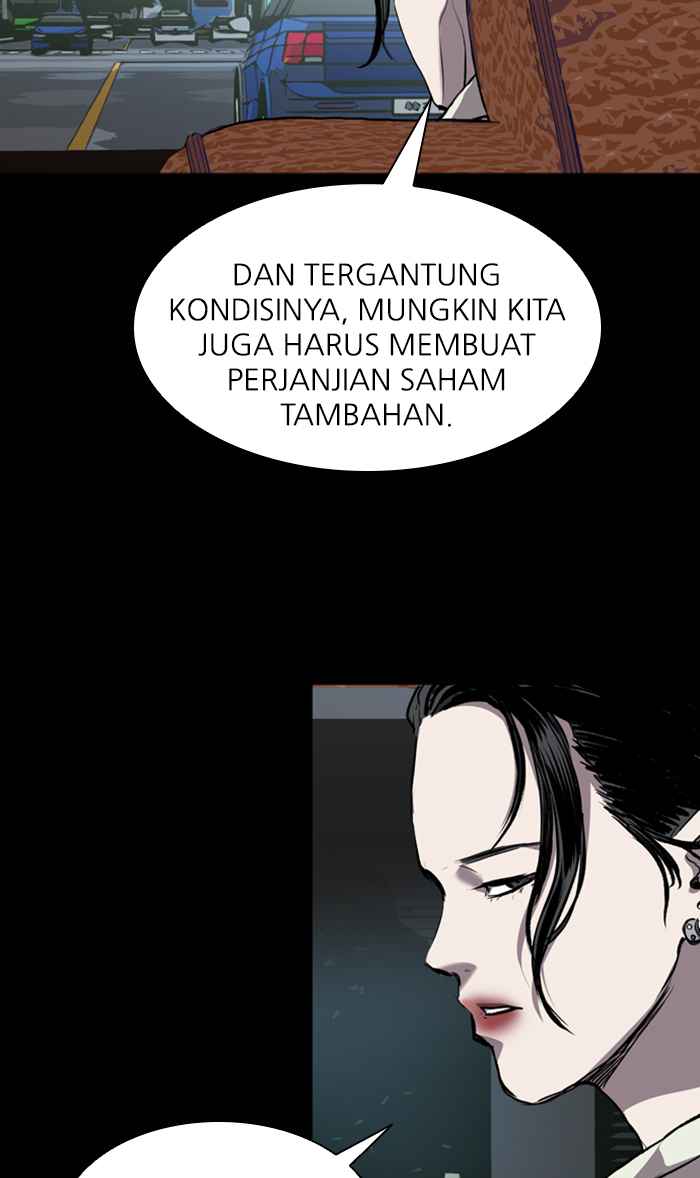 DAN TERGANTUNG
KONDISINYA, MUNGKIN KITA
JUGA HARUS MEMBUAT
PERJANJIAN SAHAM
TAMBAHAN.